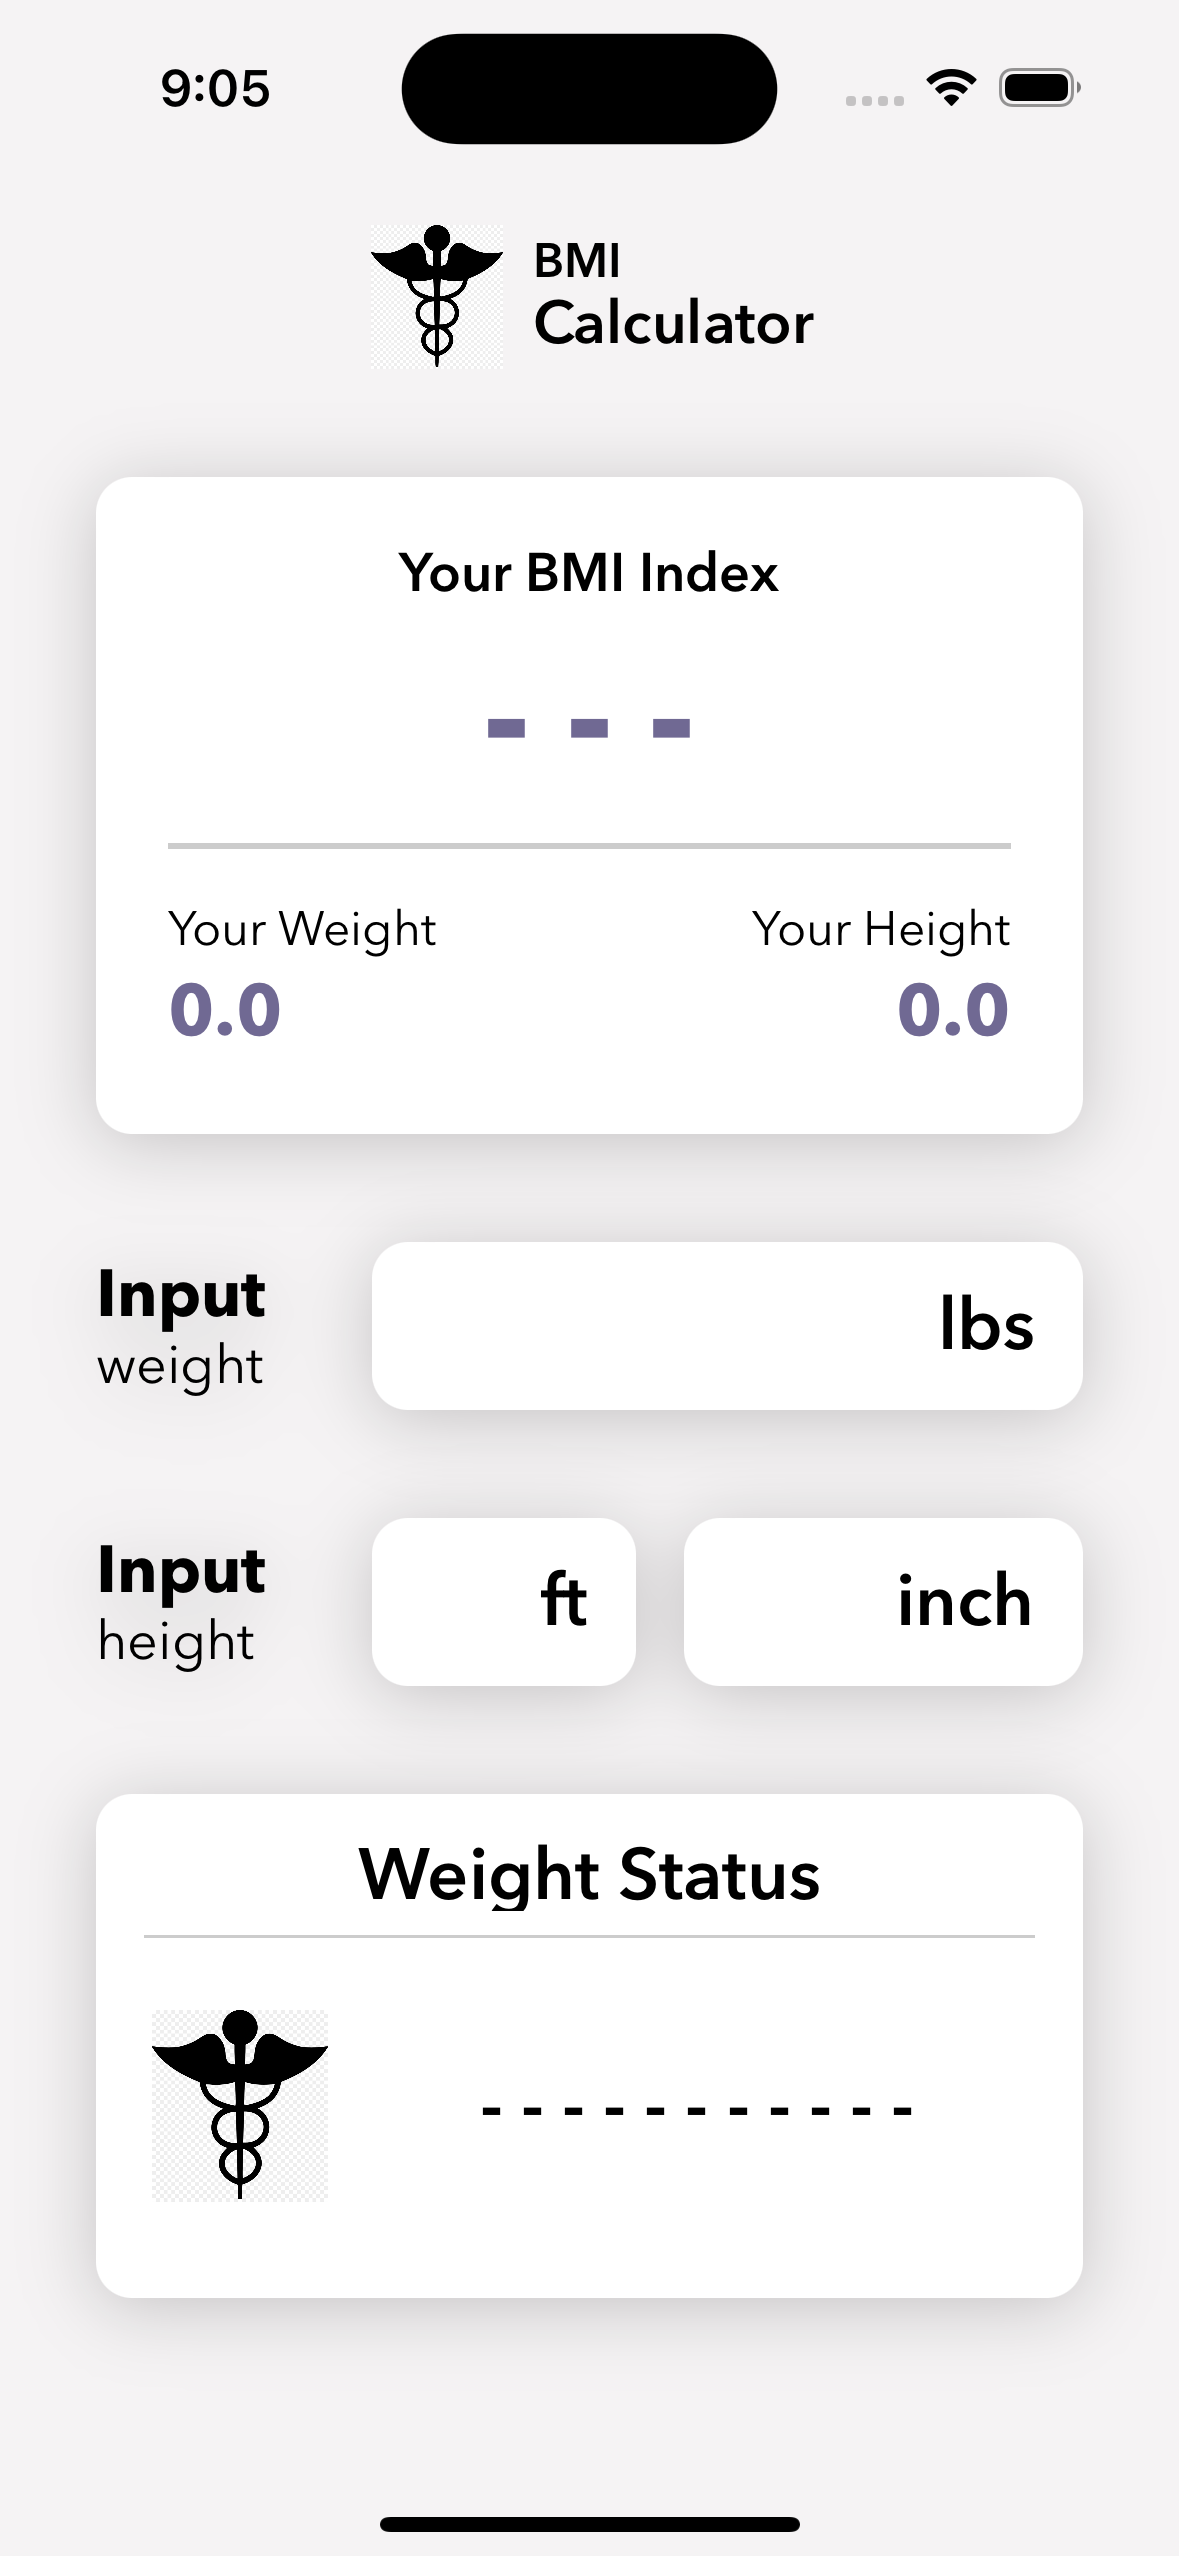 9:05
BMI
Calculator
Your BMI Index
- - -
Your Weight
Your Height
0.0
0.0
Input
weight
lbs
Input
height
ft
inch
Weight Status
- - - - - - - - - - -